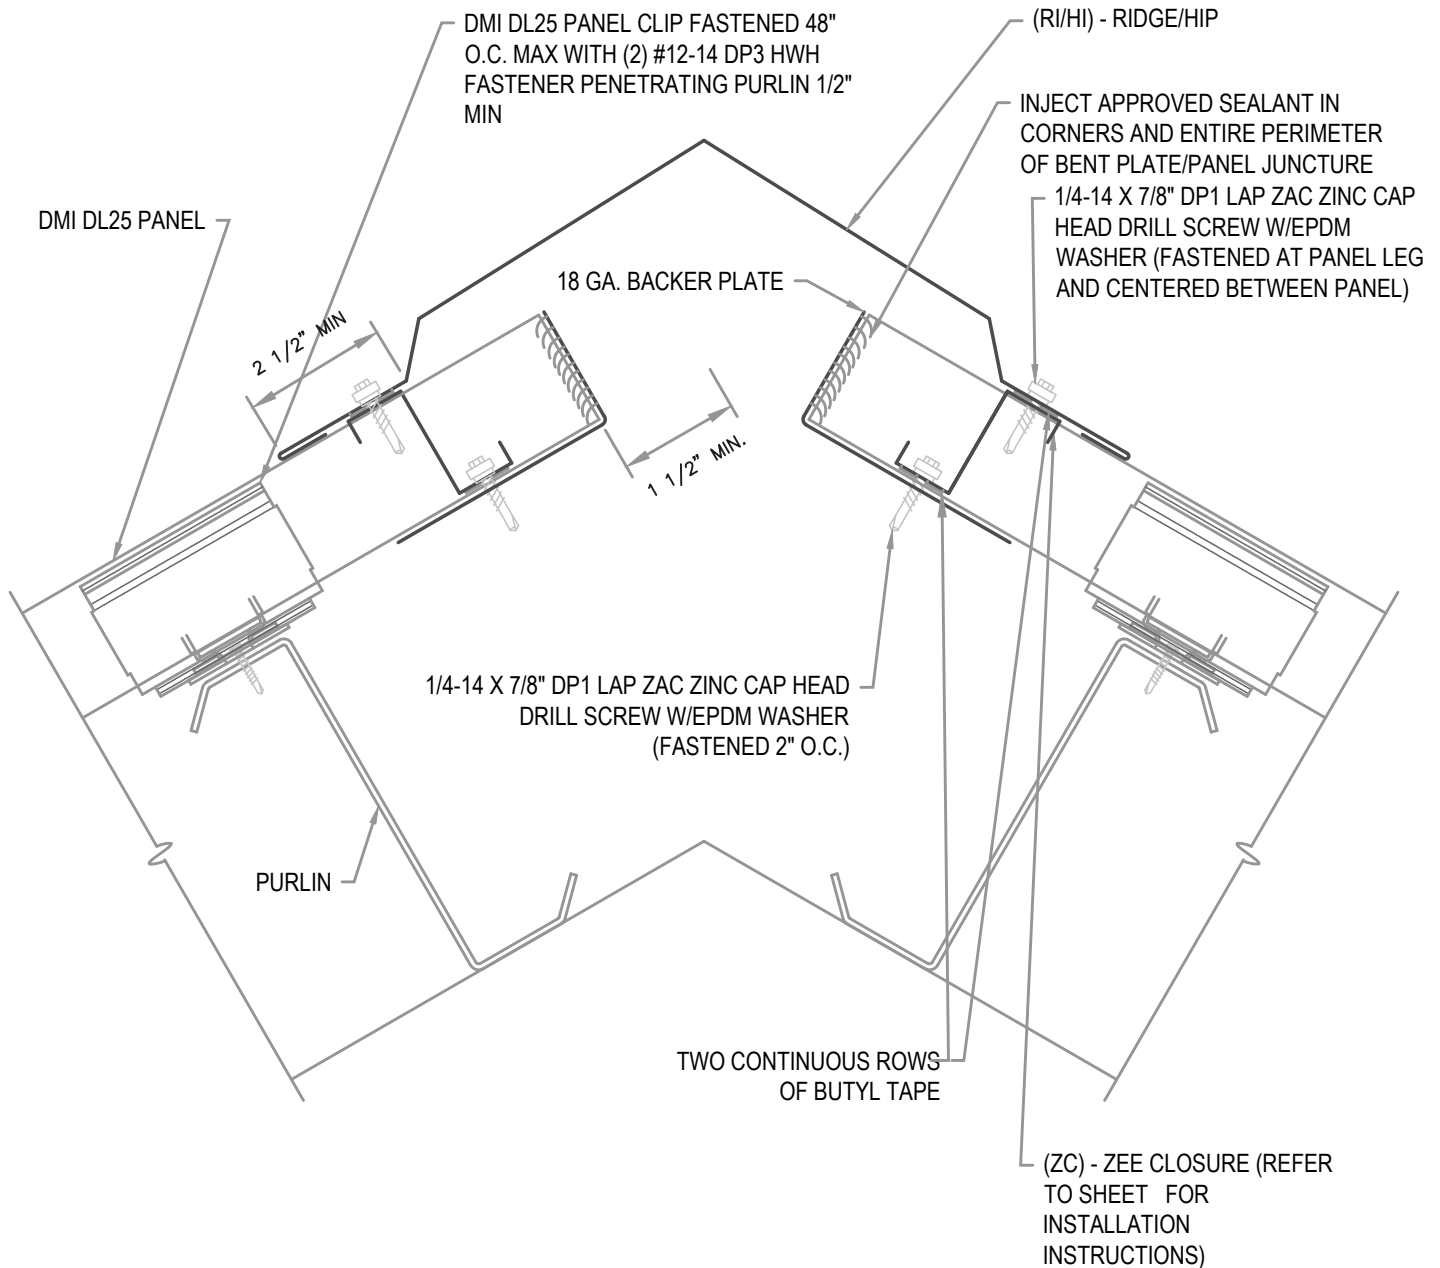 DMI DL25 PANEL CLIP FASTENED 48"
O.C. MAX WITH (2) #12-14 DP3 HWH
FASTENER PENETRATING PURLIN 1/2"
MIN
(RI/HI) - RIDGE/HIP
INJECT APPROVED SEALANT IN
CORNERS AND ENTIRE PERIMETER
OF BENT PLATE/PANEL JUNCTURE
1/4-14 X 7/8" DP1 LAP ZAC ZINC CAP
HEAD DRILL SCREW W/EPDM
WASHER (FASTENED AT PANEL LEG
AND CENTERED BETWEEN PANEL)
DMI DL25 PANEL
18 GA. BACKER PLATE
2 1/2" MIN
1 1/2" MIN.
1/4-14 X 7/8" DP1 LAP ZAC ZINC CAP HEAD
DRILL SCREW W/EPDM WASHER
(FASTENED 2" O.C.)
PURLIN
TWO CONTINUOUS ROWS
OF BUTYL TAPE
(ZC) - ZEE CLOSURE (REFER
TO SHEET FOR
INSTALLATION
INSTRUCTIONS)